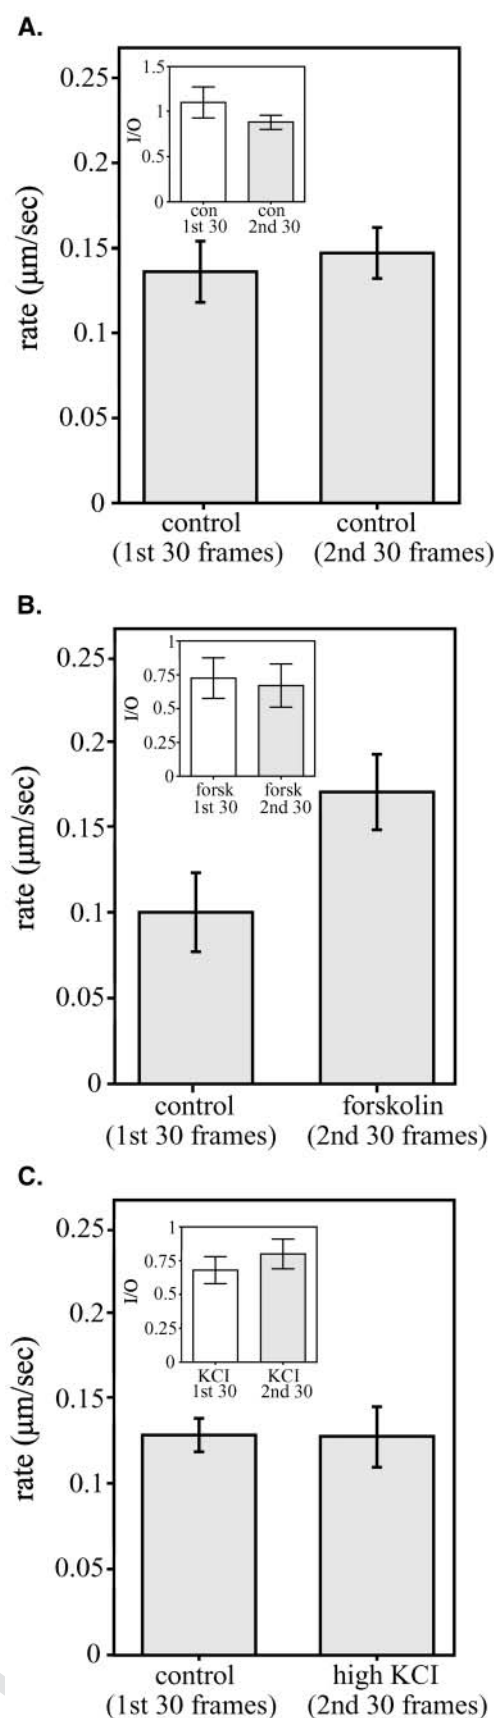 A.
0.25
0.2
0.15
0.1
0.05
0
rate (μm/sec)
1.5
1
0.5
0
I/O
con con
1st 30 2nd 30
control control
(1st 30 frames) (2nd 30 frames)
B.
0.25
0.2
0.15
0.1
0.05
0
rate (μm/sec)
1
0.75
0.5
0.25
0
I/O
forsk forsk
1st 30 2nd 30
control forskolin
(1st 30 frames) (2nd 30 frames)
C.
0.25
0.2
0.15
0.1
0.05
0
rate (μm/sec)
1
0.75
0.5
0.25
0
I/O
KCl KCl
1st 30 2nd 30
control high KCl
(1st 30 frames) (2nd 30 frames)